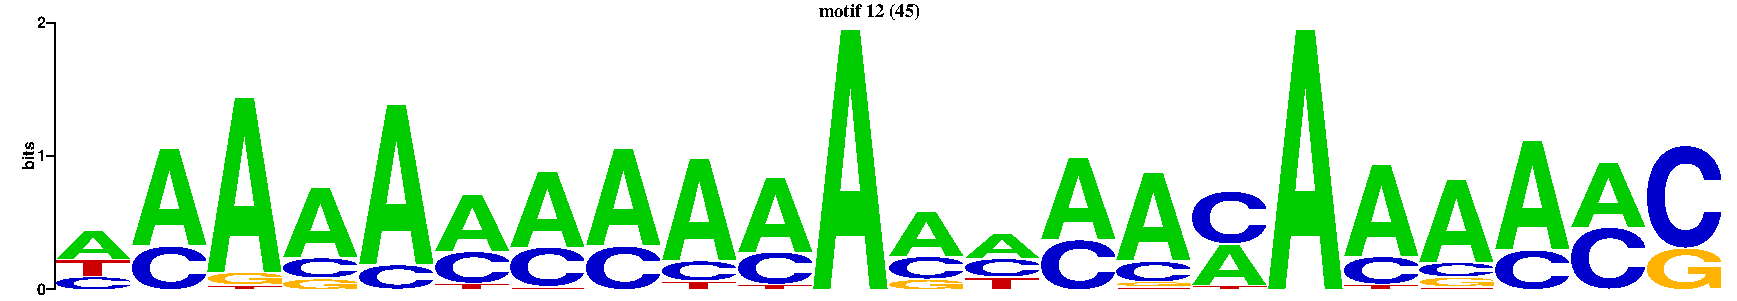 motif 12 (45)
2
bits
1
0
A A A A A A A A A A A A A A A C A A A A A C
T C G C C C C C C C C C C C A C C C C G
C T G T T T T G T G T T G